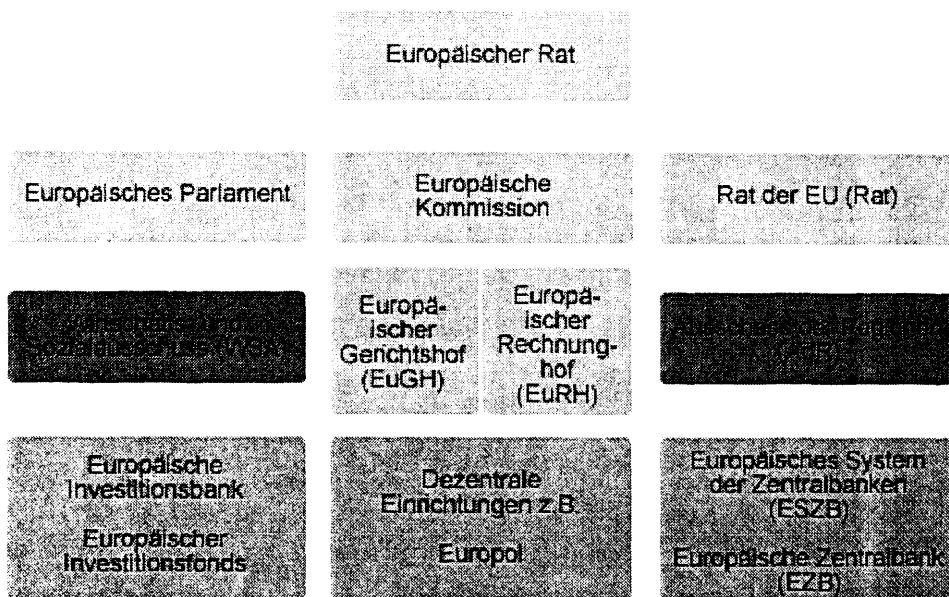 Europäischer Rat
Europäisches Parlament
Europäische
Kommission
Rat der EU (Rat)
Europä-
ischer
Gerichtshof
(EuGH)
Europä-
ischer
Rechnung-
hof
(EuRH)
Europäische
Investitionsbank
Europäischer
Investitionsfonds
Dezentrale
Einrichtungen z.B.
Europol
Europäisches System
der Zentralbanken
(ESZB)
Europäische Zentralbank
(EZB)